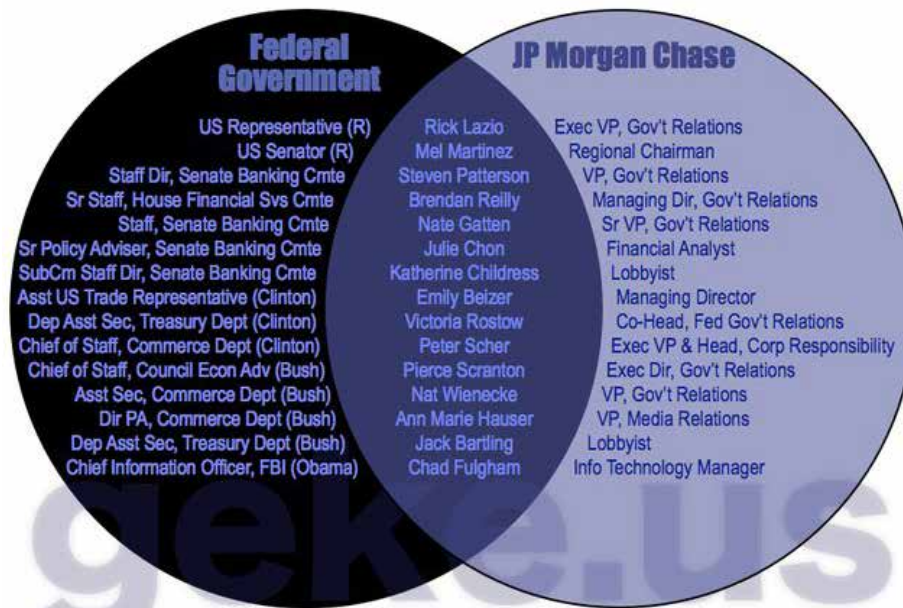 Federal Government
JP Morgan Chase
US Representative (R) Rick Lazio Exec VP, Gov't Relations
US Senator (R) Mel Martinez Regional Chairman
Staff Dir, Senate Banking Cmte Steven Patterson VP, Gov't Relations
Sr Staff, House Financial Svs Cmte Brendan Reilly Managing Dir, Gov't Relations
Staff, Senate Banking Cmte Nate Gatten Sr VP, Gov't Relations
Sr Policy Adviser, Senate Banking Cmte Julie Chon Financial Analyst
SubCm Staff Dir, Senate Banking Cmte Katherine Childress Lobbyist
Asst US Trade Representative (Clinton) Emily Beizer Managing Director
Dep Asst Sec, Treasury Dept (Clinton) Victoria Rostow Co-Head, Fed Gov't Relations
Chief of Staff, Commerce Dept (Clinton) Peter Scher Exec VP & Head, Corp Responsibility
Chief of Staff, Council Econ Adv (Bush) Pierce Scranton Exec Dir, Gov't Relations
Asst Sec, Commerce Dept (Bush) Nat Wienecke VP, Gov't Relations
Dir PA, Commerce Dept (Bush) Ann Marie Hauser VP, Media Relations
Dep Asst Sec, Treasury Dept (Bush) Jack Bartling Lobbyist
Chief Information Officer, FBI (Obama) Chad Fulgham Info Technology Manager
geke.us